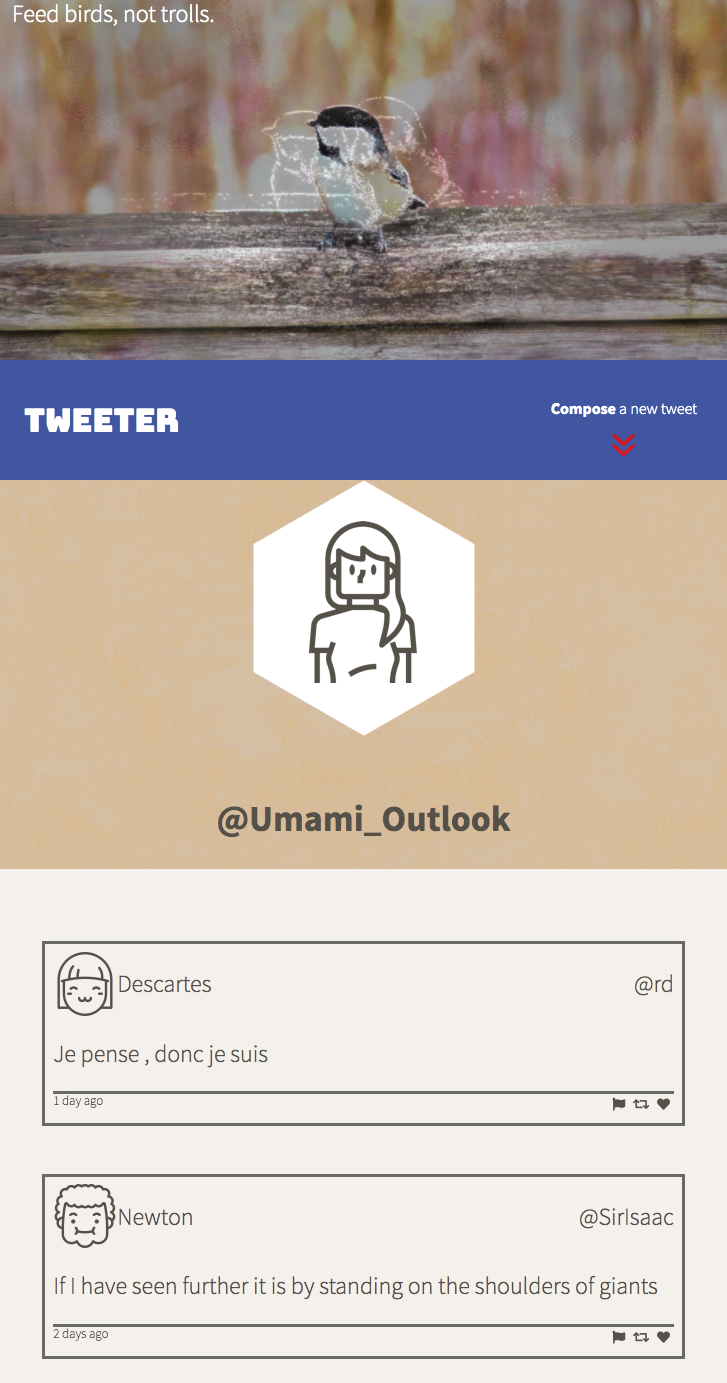 Feed birds, not trolls.
TWEETER
Compose a new tweet
@Umami_Outlook
Descartes @rd
Je pense , donc je suis
1 day ago
Newton @SirIsaac
If I have seen further it is by standing on the shoulders of giants
2 days ago